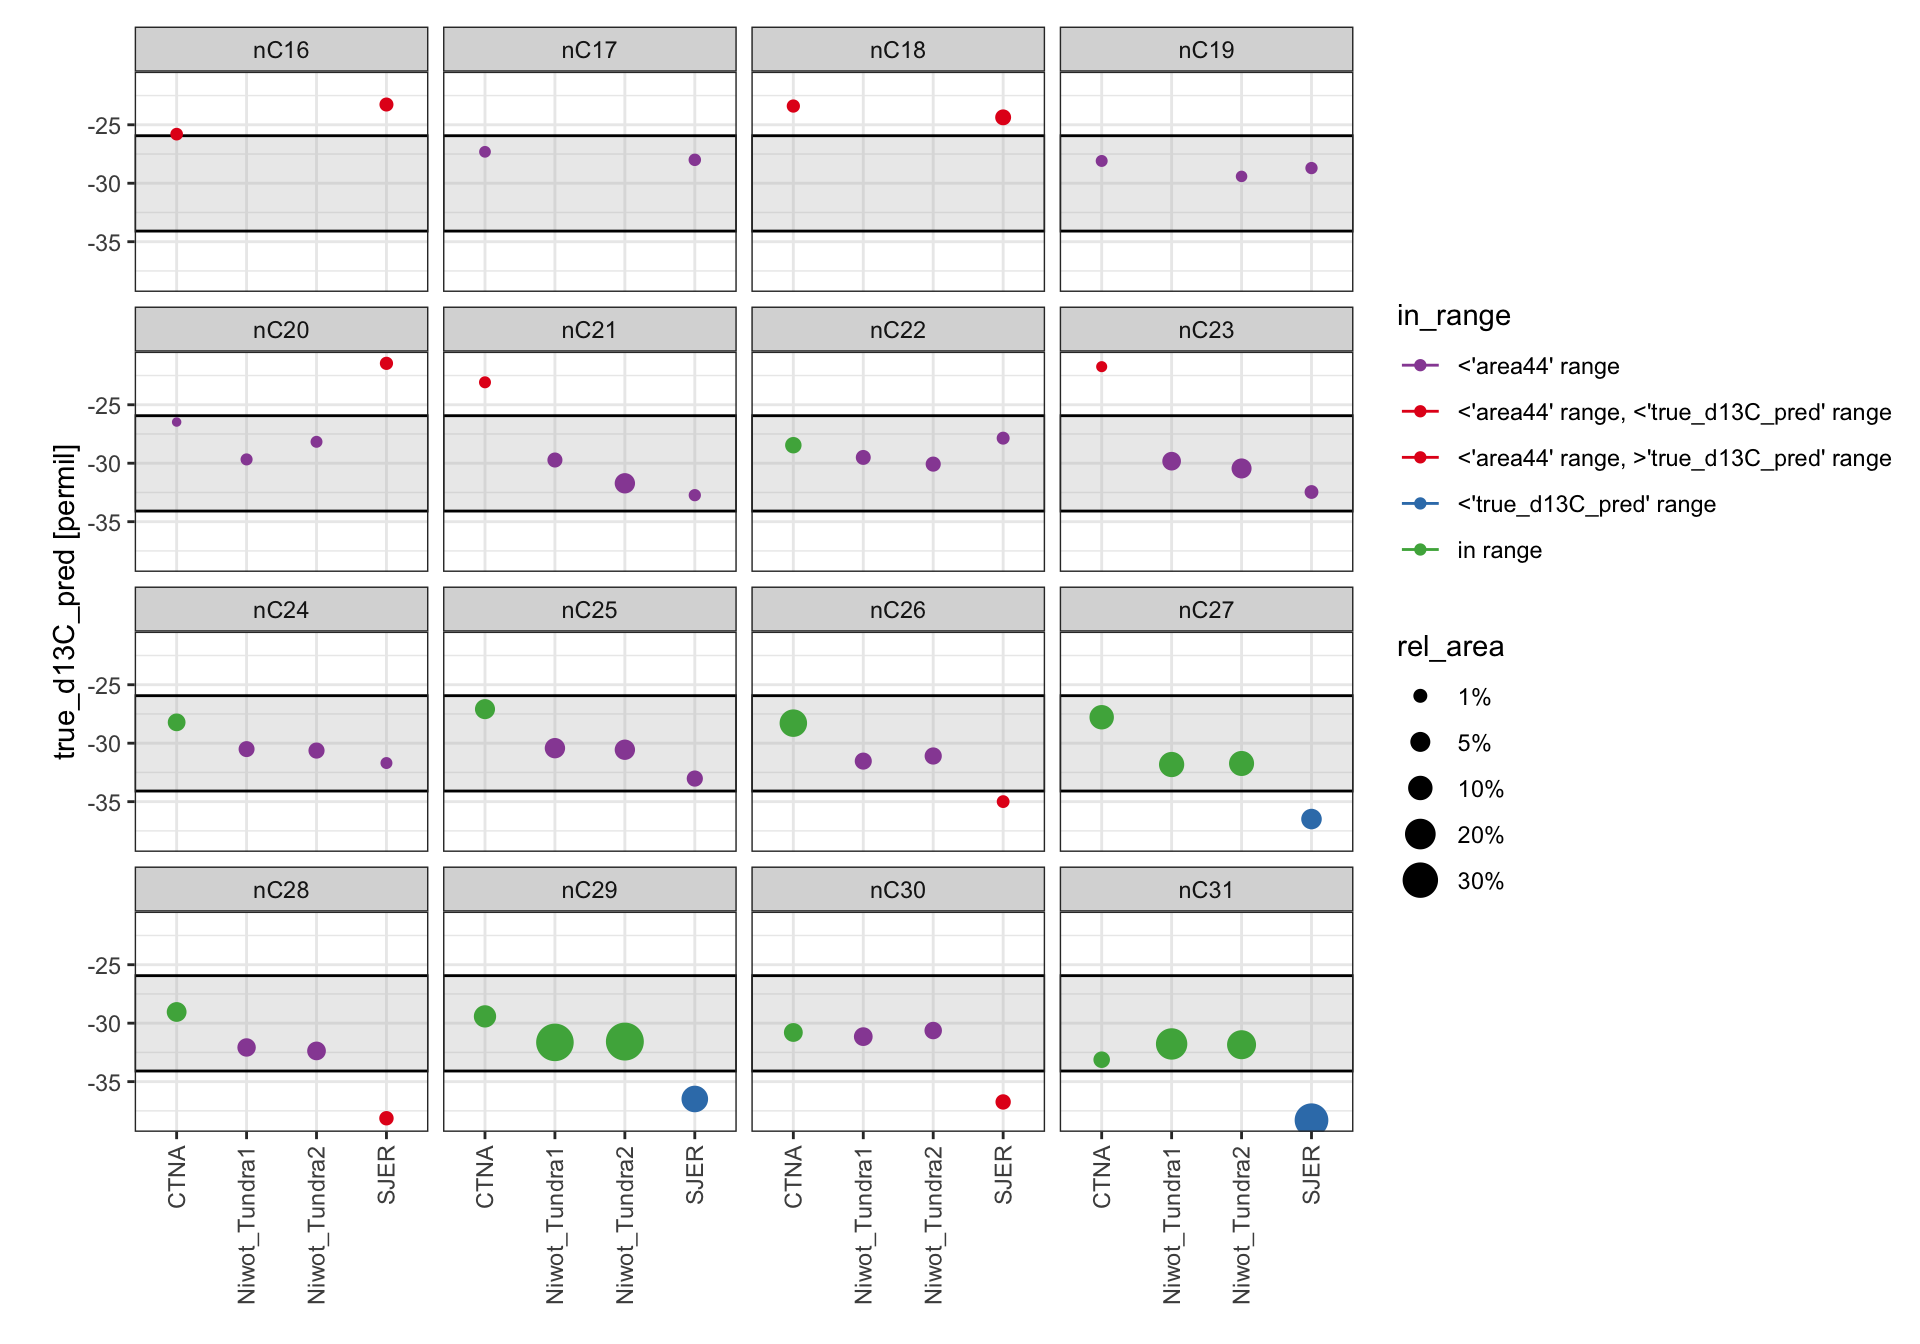 nC16 nC17 nC18 nC19
-25
-30
-35
nC20 nC21 nC22 nC23
-25
-30
-35
nC24 nC25 nC26 nC27
-25
-30
-35
nC28 nC29 nC30 nC31
-25
-30
-35
CTNA Niwot_Tundra1 Niwot_Tundra2 SJER CTNA Niwot_Tundra1 Niwot_Tundra2 SJER CTNA Niwot_Tundra1 Niwot_Tundra2 SJER CTNA Niwot_Tundra1 Niwot_Tundra2 SJER
true_d13C_pred [permil]
in_range
<'area44' range
<'area44' range, <'true_d13C_pred' range
<'area44' range, >'true_d13C_pred' range
<'true_d13C_pred' range
in range
rel_area
1%
5%
10%
20%
30%